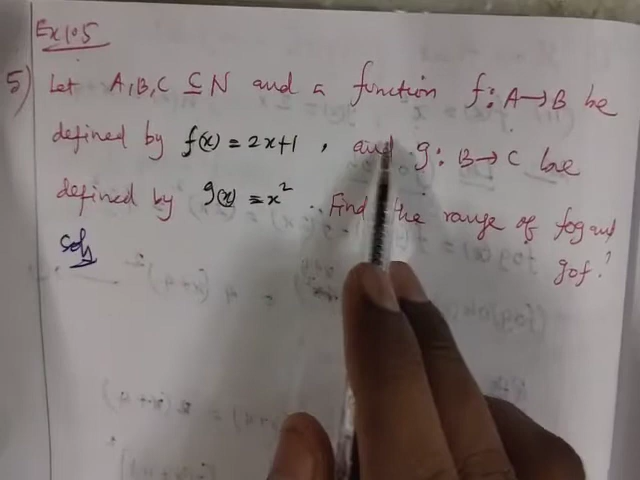 Ex 1.5
5) Let A,B,C ⊆ N and a function f: A→B be
defined by f(x) = 2x+1, and g: B→C be
defined by g(x) = x². Find the range of fog and
gof?
Soln